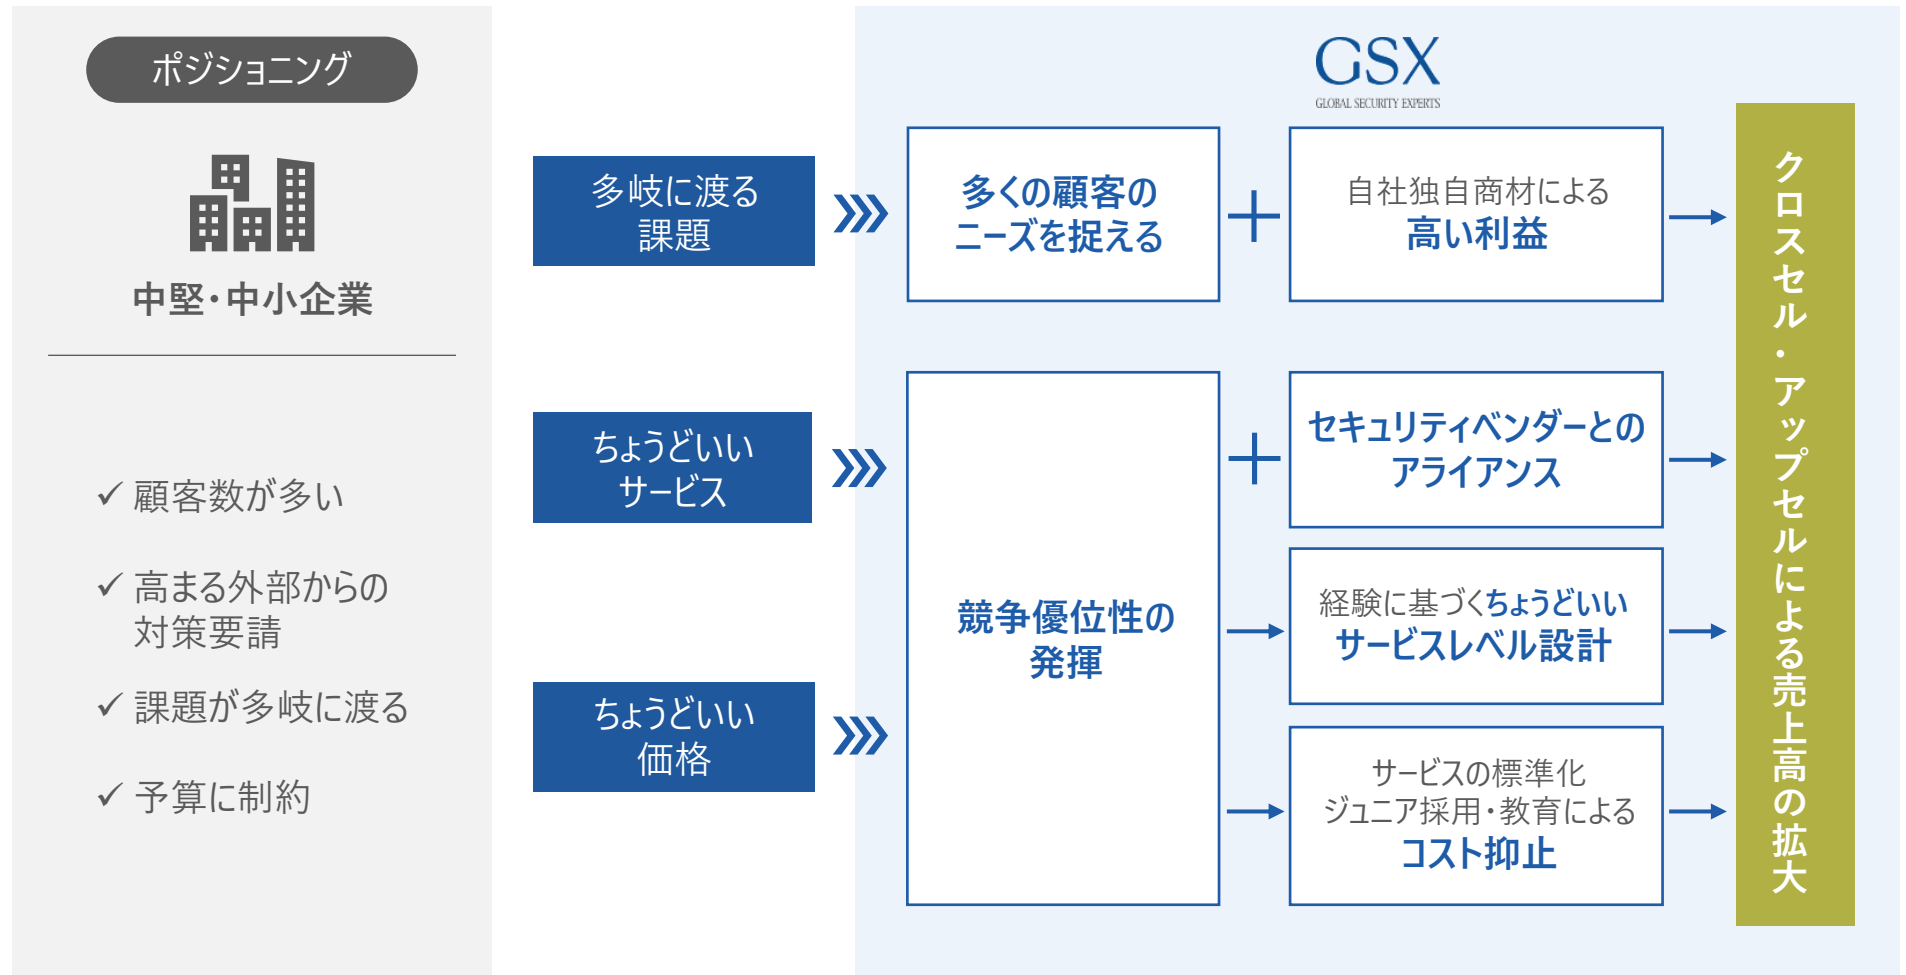 ポジショニング
中堅・中小企業
✓ 顧客数が多い
✓ 高まる外部からの
対策要請
✓ 課題が多岐に渡る
✓ 予算に制約
多岐に渡る
課題
ちょうどいい
サービス
ちょうどいい
価格
GSX
GLOBAL SECURITY EXPERTS
多くの顧客の
ニーズを捉える
自社独自商材による
高い利益
競争優位性の
発揮
セキュリティベンダーとの
アライアンス
経験に基づくちょうどいい
サービスレベル設計
サービスの標準化
ジュニア採用・教育による
コスト抑止
クロスセル・アップセルによる売上高の拡大